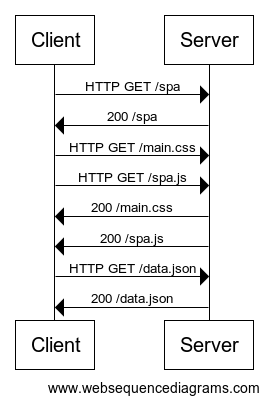 Client Server
HTTP GET /spa
200 /spa
HTTP GET /main.css
HTTP GET /spa.js
200 /main.css
200 /spa.js
HTTP GET /data.json
200 /data.json
Client Server
www.websequencediagrams.com